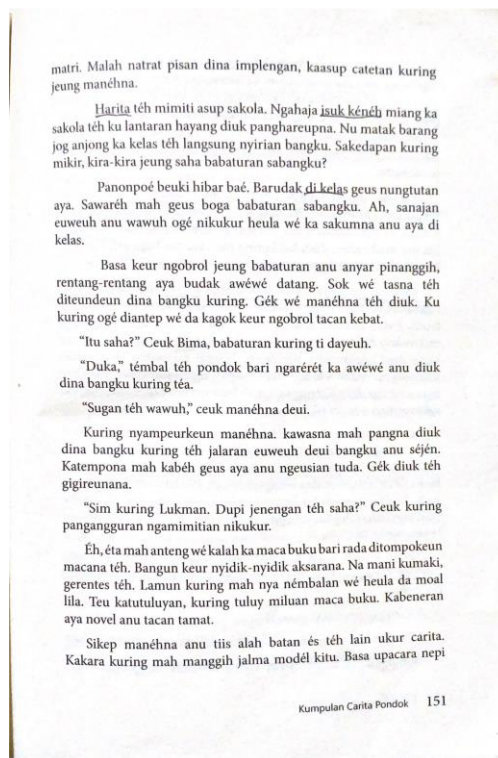 matri. Malah natrat pisan dina implengan, kaasup catetan kuring
jeung manéhna.
Harita téh mimiti asup sakola. Ngahaja isuk kénéh miang ka
sakola téh ku lantaran hayang diuk panghareupna. Nu matak barang
jog anjong ka kelas téh langsung nyirian bangku. Sakedapan kuring
mikir, kira-kira jeung saha babaturan sabangku?
Panonpoé beuki hibar baé. Barudak di kelas geus nungtutan
aya. Sawaréh mah geus boga babaturan sabangku. Ah, sanajan
euweuh anu wawuh ogé nikukur heula wé ka sakumna anu aya di
kelas.
Basa keur ngobrol jeung babaturan anu anyar pinanggih,
rentang-rentang aya budak awéwé datang. Sok wé tasna téh
diteundeun dina bangku kuring. Gék wé manéhna téh diuk. Ku
kuring ogé diantep wé da kagok keur ngobrol tacan kebat.
“Itu saha?” Ceuk Bima, babaturan kuring ti dayeuh.
“Duka,” témbal téh pondok bari ngarérét ka awéwé anu diuk
dina bangku kuring téa.
“Sugan téh wawuh,” ceuk manéhna deui.
Kuring nyampeurkeun manéhna. kawasna mah pangna diuk
dina bangku kuring téh jalaran euweuh deui bangku anu séjén.
Katempona mah kabéh geus aya anu ngeusian tuda. Gék diuk téh
gigireunana.
“Sim kuring Lukman. Dupi jenengan téh saha?” Ceuk kuring
pangangguran ngamimitian nikukur.
Éh, éta mah anteng wé kalah ka maca buku bari rada ditompokeun
macana téh. Bangun keur nyidik-nyidik aksarana. Na mani kumaki,
gerentes téh. Lamun kuring mah nya némbalan wé heula da moal
lila. Teu katutuluyan, kuring tuluy miluan maca buku. Kabeneran
aya novel anu tacan tamat.
Sikep manéhna anu tiis alah batan és téh lain ukur carita.
Kakara kuring mah manggih jalma modél kitu. Basa upacara nepi
Kumpulan Carita Pondok 151